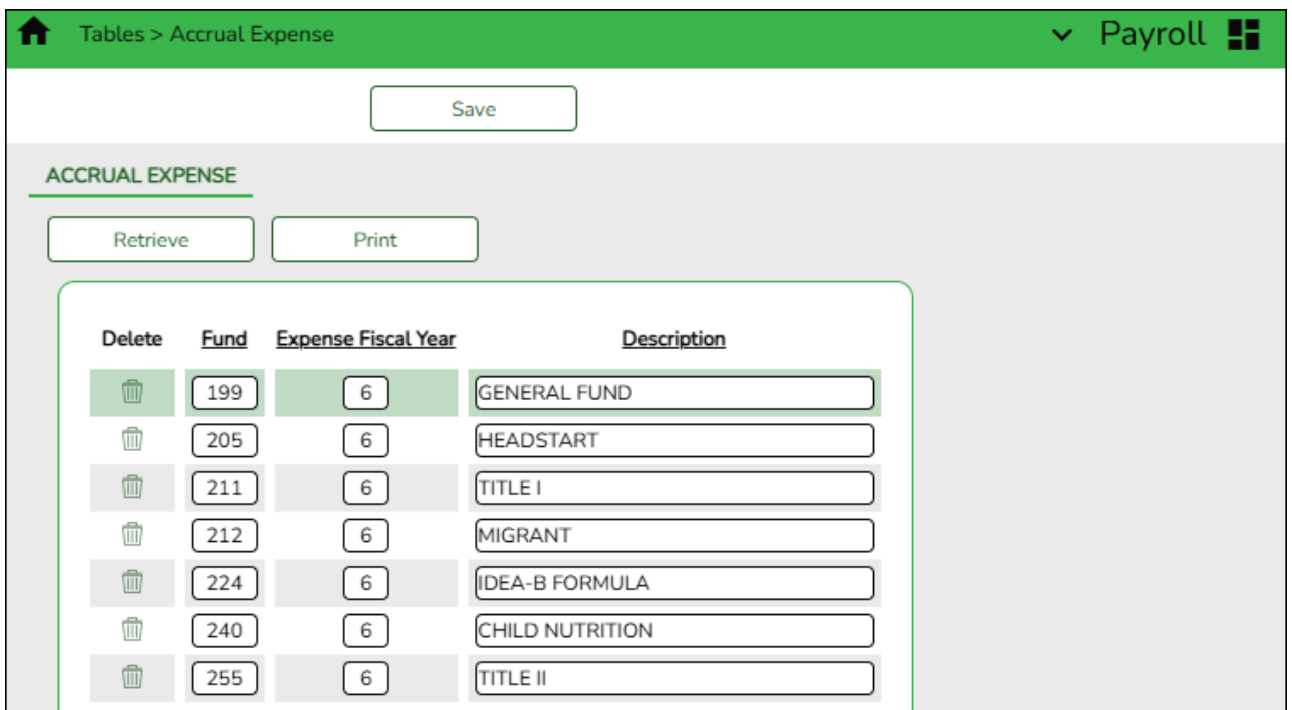 Tables > Accrual Expense Payroll
Save
ACCRUAL EXPENSE
Retrieve Print
Delete Fund Expense Fiscal Year Description
199 6 GENERAL FUND
205 6 HEADSTART
211 6 TITLE I
212 6 MIGRANT
224 6 IDEA-B FORMULA
240 6 CHILD NUTRITION
255 6 TITLE II